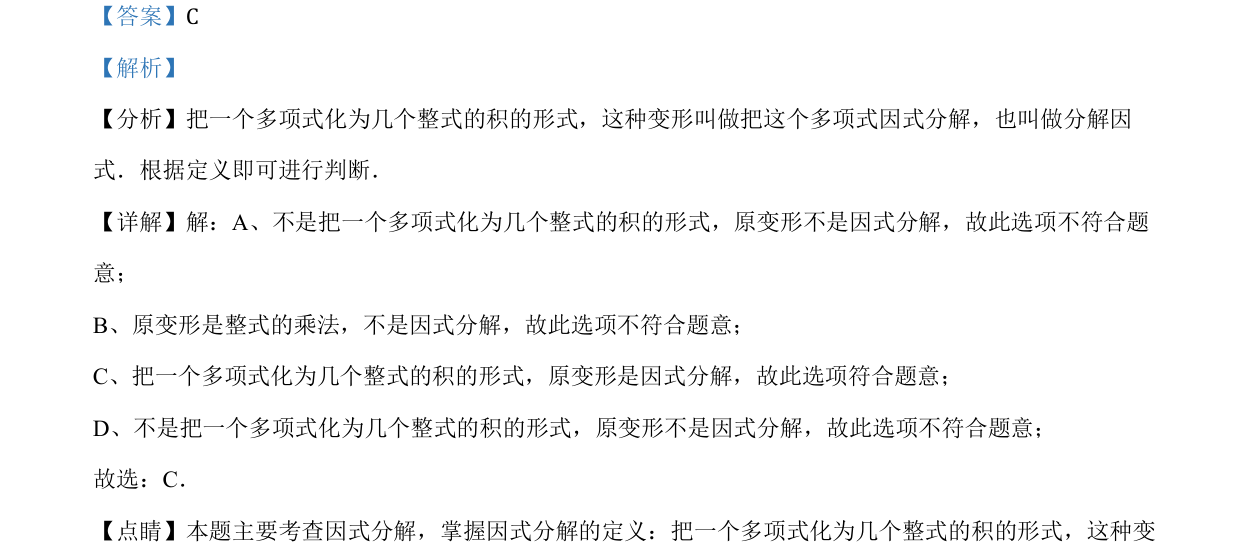 【答案】C
【解析】
【分析】把一个多项式化为几个整式的积的形式，这种变形叫做把这个多项式因式分解，也叫做分解因
式．根据定义即可进行判断．
【详解】解：A、不是把一个多项式化为几个整式的积的形式，原变形不是因式分解，故此选项不符合题
意；
B、原变形是整式的乘法，不是因式分解，故此选项不符合题意；
C、把一个多项式化为几个整式的积的形式，原变形是因式分解，故此选项符合题意；
D、不是把一个多项式化为几个整式的积的形式，原变形不是因式分解，故此选项不符合题意；
故选：C．
【点睛】本题主要考查因式分解，掌握因式分解的定义：把一个多项式化为几个整式的积的形式，这种变